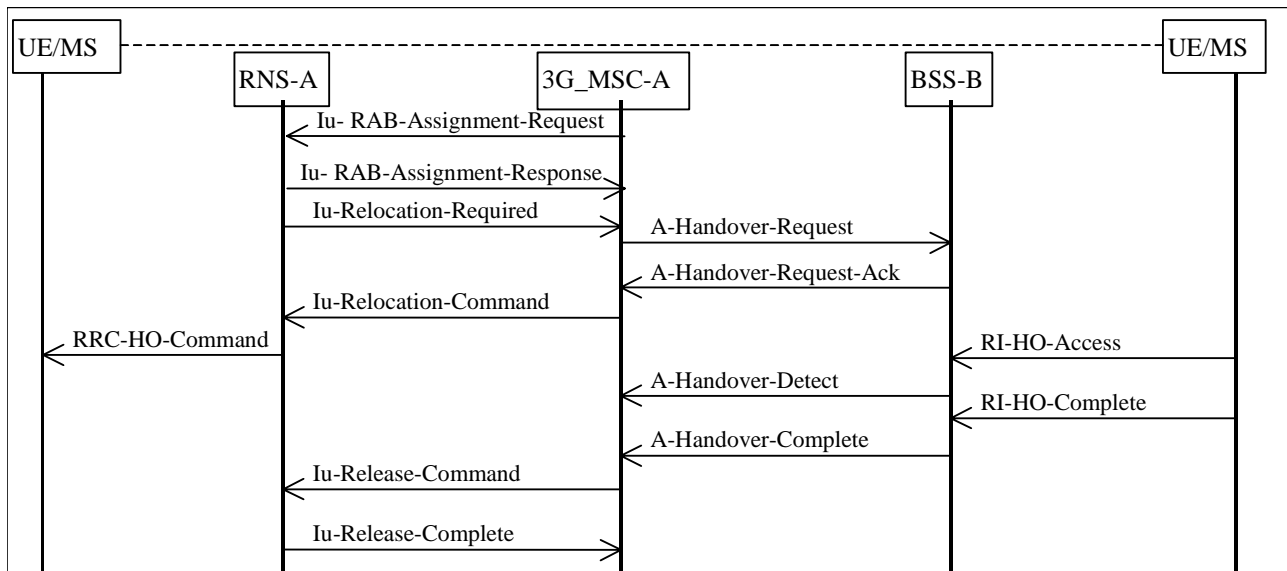 UE/MS
UE/MS
RNS-A
3G_MSC-A
BSS-B
Iu- RAB-Assignment-Request
Iu- RAB-Assignment-Response
Iu-Relocation-Required
A-Handover-Request
A-Handover-Request-Ack
Iu-Relocation-Command
RRC-HO-Command
RI-HO-Access
A-Handover-Detect
RI-HO-Complete
A-Handover-Complete
Iu-Release-Command
Iu-Release-Complete